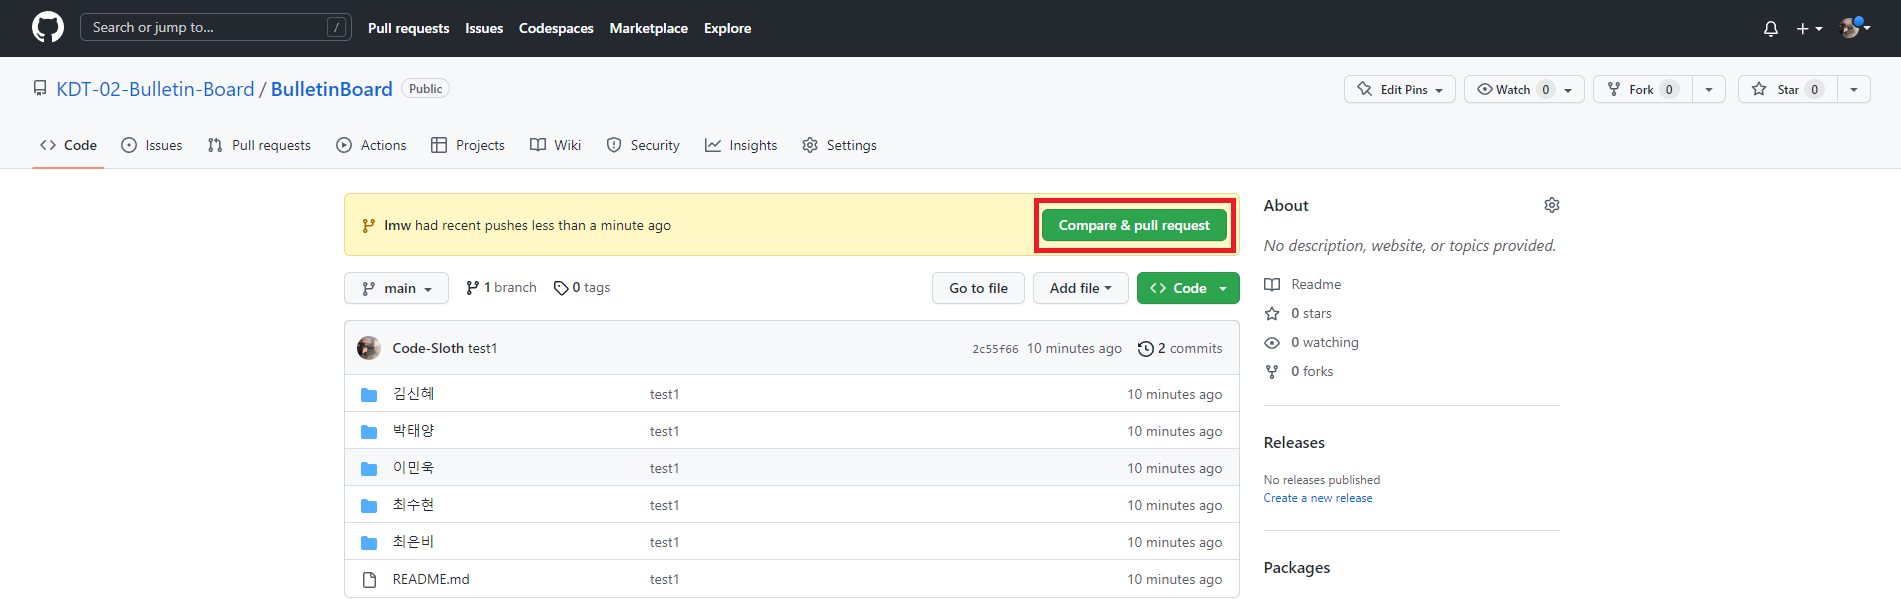 Search or jump to... / Pull requests Issues Codespaces Marketplace Explore
KDT-02-Bulletin-Board / BulletinBoard Public Edit Pins Watch 0 Fork 0 Star 0
Code Issues Pull requests Actions Projects Wiki Security Insights Settings
lmw had recent pushes less than a minute ago Compare & pull request
main 1 branch 0 tags Go to file Add file Code
Code-Sloth test1 2c55f66 10 minutes ago 2 commits
김신혜 test1 10 minutes ago
박태양 test1 10 minutes ago
이민욱 test1 10 minutes ago
최수현 test1 10 minutes ago
최은비 test1 10 minutes ago
README.md test1 10 minutes ago
About
No description, website, or topics provided.
Readme
0 stars
0 watching
0 forks
Releases
No releases published
Create a new release
Packages